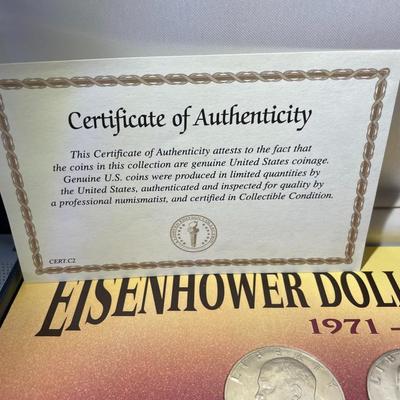 Certificate of Authenticity
This Certificate of Authenticity attests to the fact that
the coins in this collection are genuine United States coinage.
Genuine U.S. coins were produced in limited quantities by
the United States, authenticated and inspected for quality by
a professional numismatist, and certified in Collectible Condition.
CERT.C2
EISENHOWER DOLL
1971 -
LIBERTY